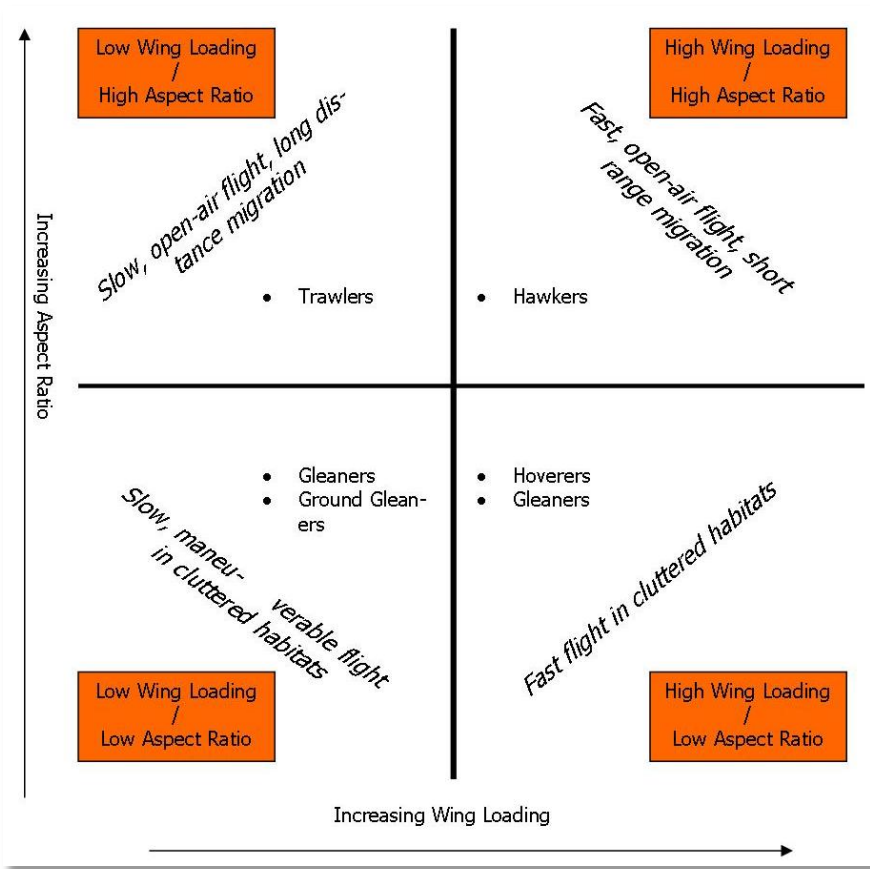 Low Wing Loading
/
High Aspect Ratio
High Wing Loading
/
High Aspect Ratio
Slow, open-air flight, long dis-
tance migration
Fast, open-air flight, short
range migration
Increasing Aspect Ratio
• Trawlers
• Hawkers
• Gleaners
• Ground Glean-
ers
• Hoverers
• Gleaners
Slow, maneu-
verable flight
in cluttered habitats
Fast flight in cluttered habitats
Low Wing Loading
/
Low Aspect Ratio
High Wing Loading
/
Low Aspect Ratio
Increasing Wing Loading